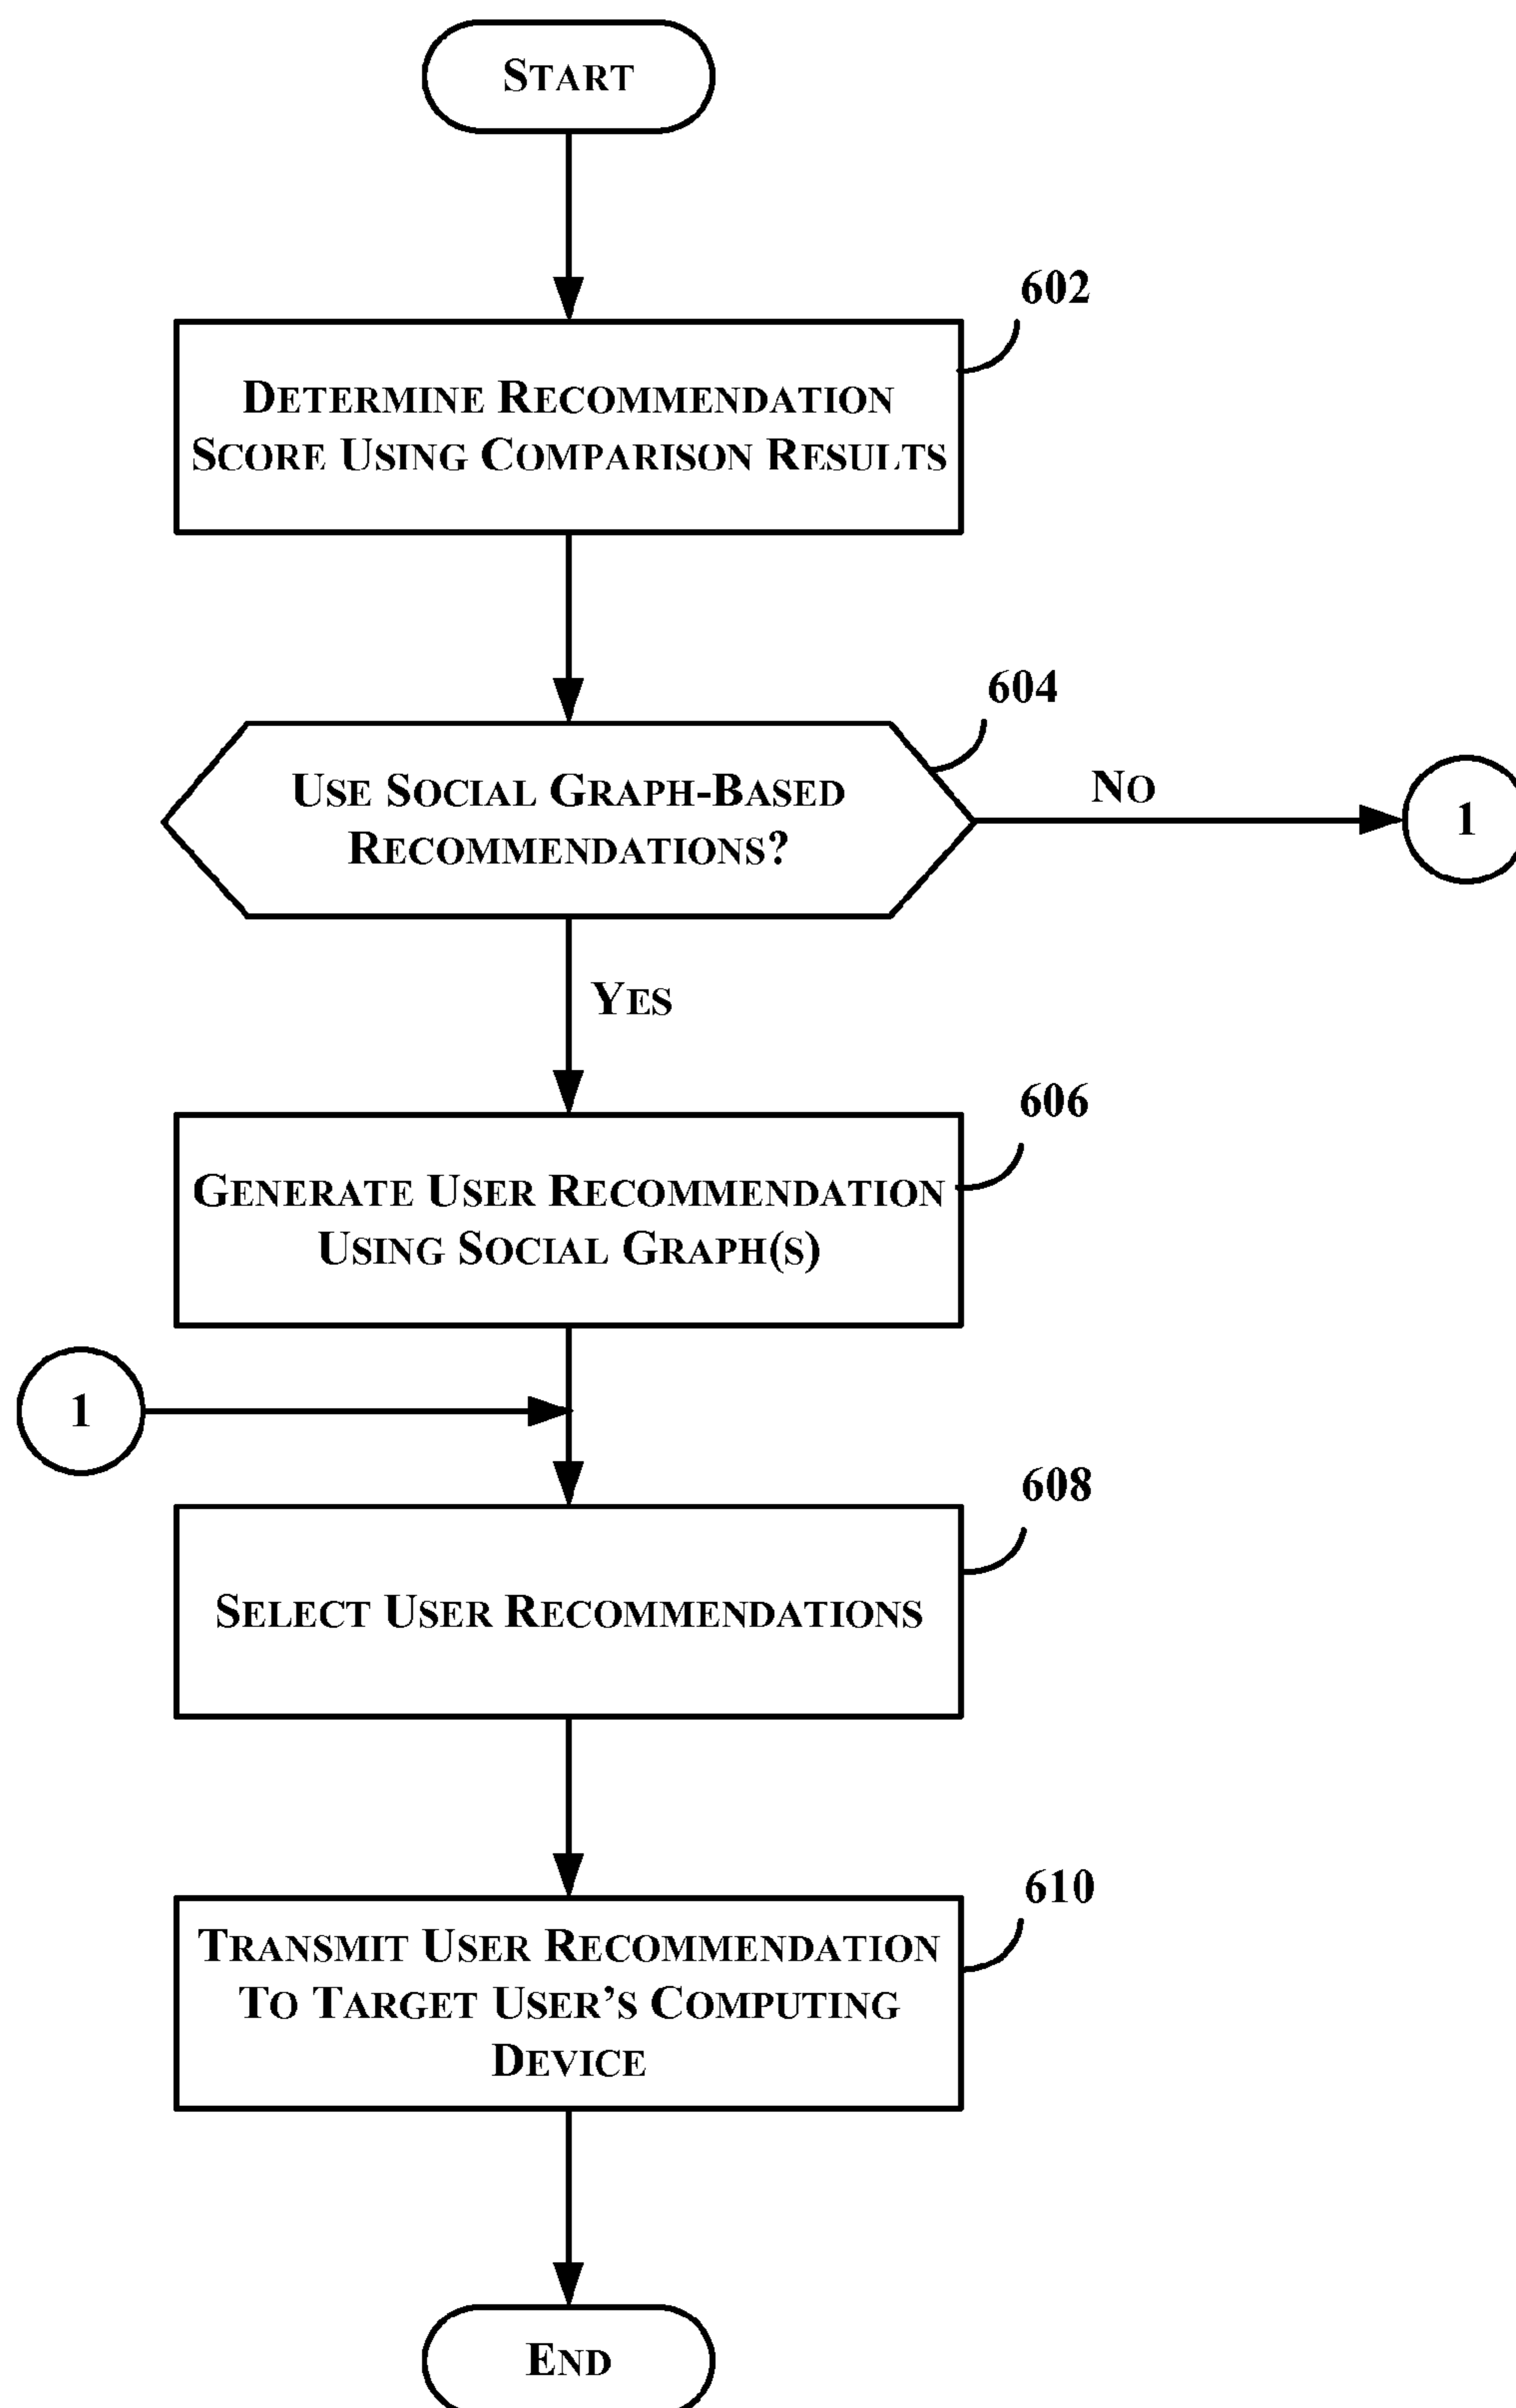 START
602
DETERMINE RECOMMENDATION
SCORE USING COMPARISON RESULTS
604
USE SOCIAL GRAPH-BASED
RECOMMENDATIONS?
NO
1
YES
606
GENERATE USER RECOMMENDATION
USING SOCIAL GRAPH(S)
1
608
SELECT USER RECOMMENDATIONS
610
TRANSMIT USER RECOMMENDATION
TO TARGET USER’S COMPUTING
DEVICE
END